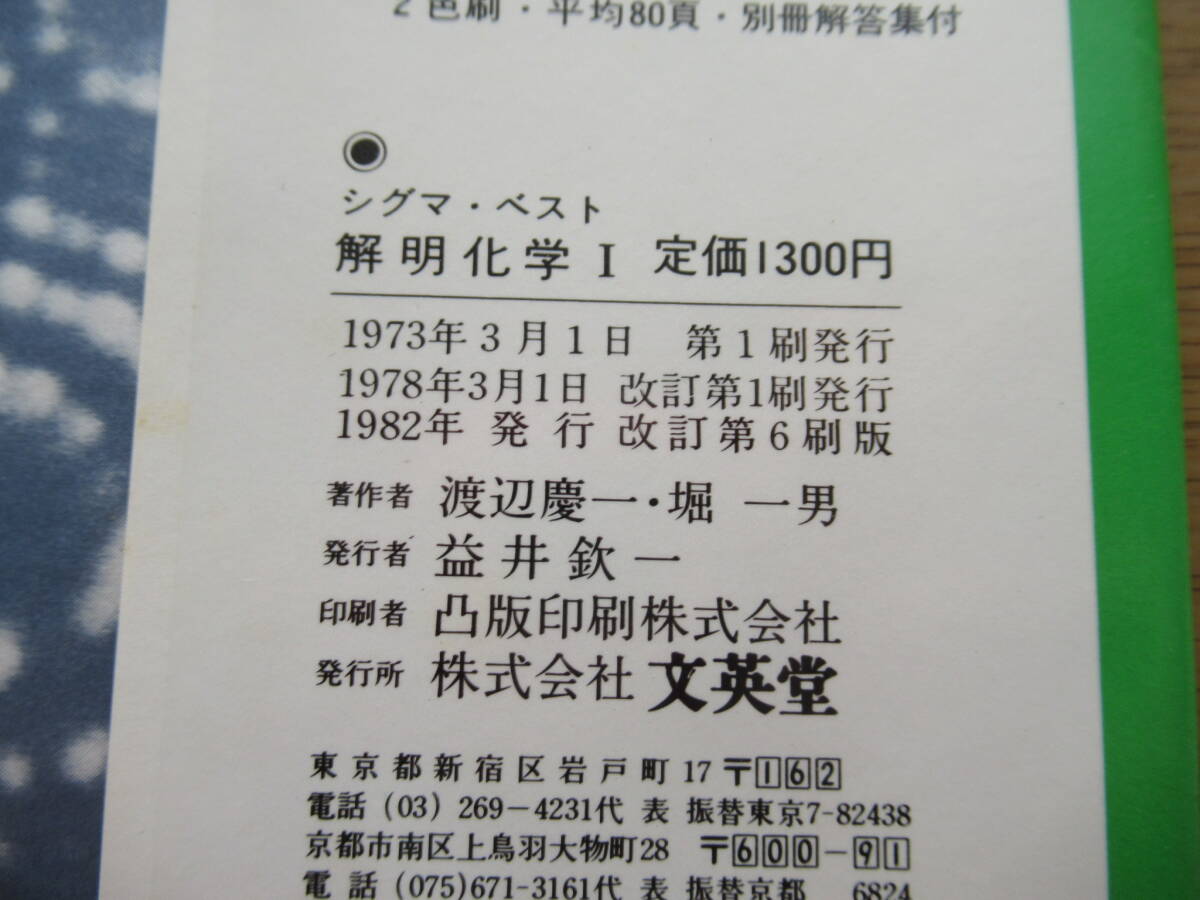 2色刷・平均80頁・別冊解答集付
シグマ・ベスト
解明化学I 定価1300円
1973年3月1日 第1刷発行
1978年3月1日 改訂第1刷発行
1982年 発行 改訂第6刷版
著作者 渡辺慶一・堀 一男
発行者 益井欽一
印刷者 凸版印刷株式会社
発行所 株式会社 文英堂
東京都新宿区岩戸町17 〒162
電話(03)269-4231代表 振替東京7-82438
京都市南区上鳥羽大物町28 〒600-91
電話(075)671-3161代表 振替京都 6824